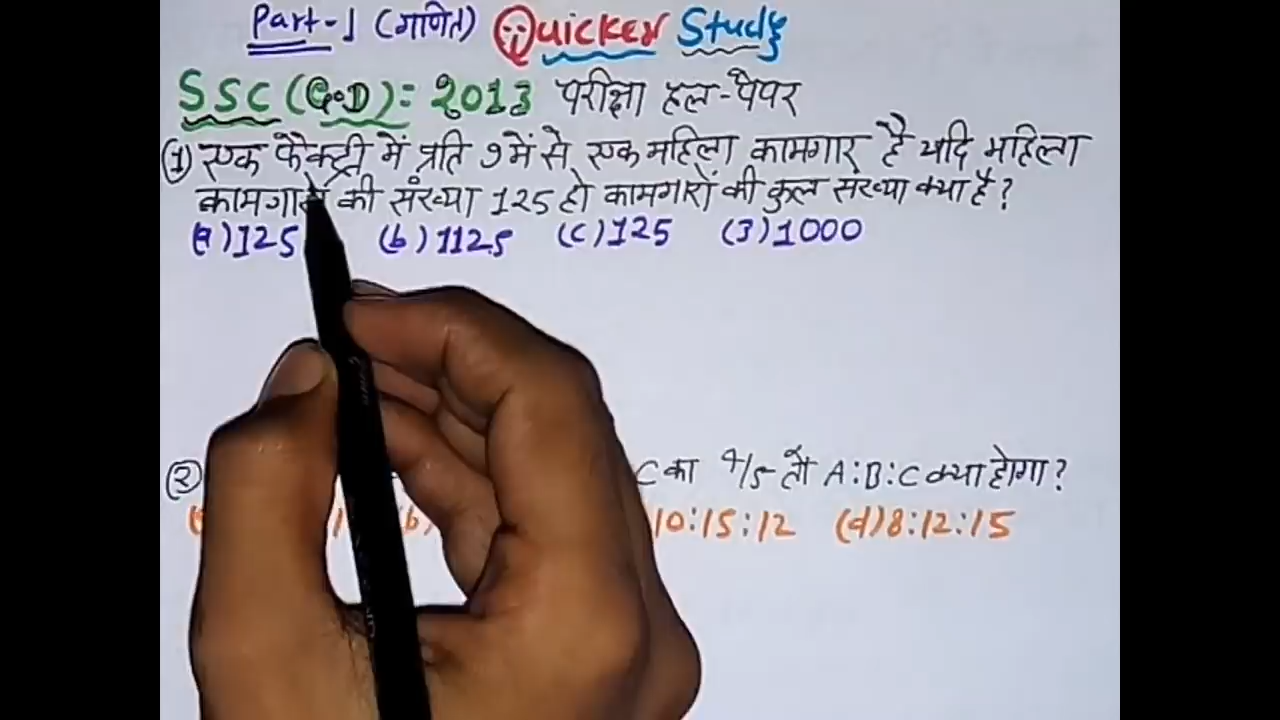 Part-1 (गणित) Quicker Study
SSC (G.D) = 2013 परीक्षा हल-पेपर
(1) एक फैक्ट्री में प्रति 9 में से एक महिला कामगार है यदि महिला
कामगारों की संख्या 125 हो कामगारों की कुल संख्या क्या है?
(a) 125 (b) 1125 (c) 125 (3) 1000
(2) C का 4/5 तो A:B:C क्या होगा?
(b) 10:15:12 (d) 8:12:15